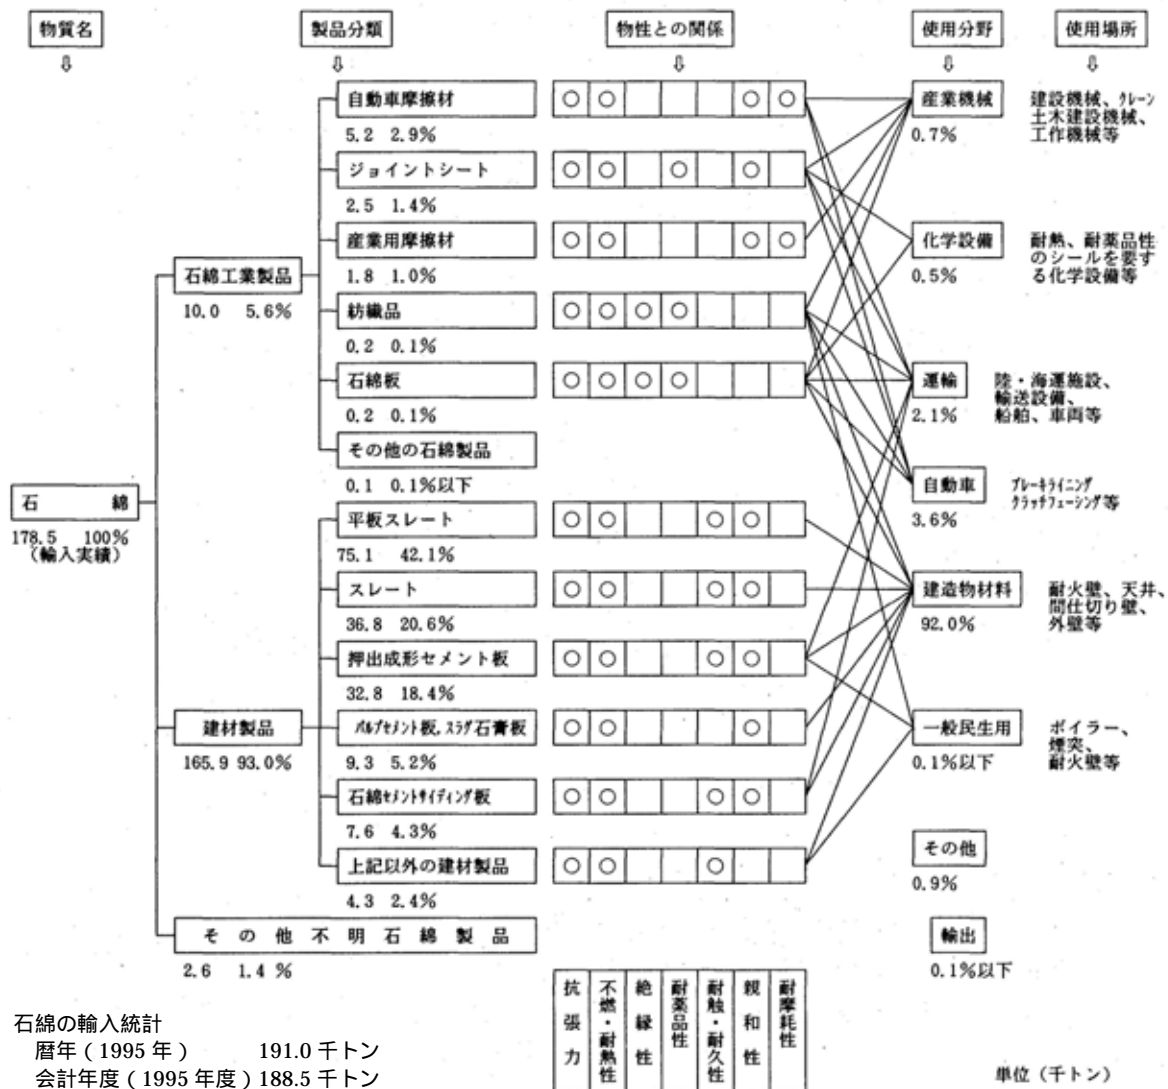 物質名
製品分類
物性との関係
使用分野
使用場所
⇩ ⇩ ⇩ ⇩ ⇩
自動車摩擦材
○ ○ ○ ○
5.2 2.9%
産業機械
0.7%
建設機械、クレーン
土木建設機械、
工作機械等
ジョイントシート
○ ○ ○ ○
2.5 1.4%
産業用摩擦材
○ ○ ○ ○
1.8 1.0%
化学設備
0.5%
耐熱、耐薬品性
のシールを要す
る化学設備等
石綿工業製品
10.0 5.6%
紡織品
○ ○ ○ ○
0.2 0.1%
石綿板
○ ○ ○ ○
0.2 0.1%
運輸
2.1%
陸・海運施設、
輸送設備、
船舶、車両等
その他の石綿製品
0.1 0.1%以下
自動車
3.6%
ブレーキライニング
クラッチフェーシング等
石綿
178.5 100%
(輸入実績)
平板スレート
○ ○ ○ ○
75.1 42.1%
スレート
○ ○ ○ ○
36.8 20.6%
建造物材料
92.0%
耐火壁、天井、
間仕切り壁、
外壁等
押出成形セメント板
○ ○ ○ ○
32.8 18.4%
建材製品
165.9 93.0%
パルプセメント板,スラグ石膏板
○ ○ ○
9.3 5.2%
一般民生用
0.1%以下
ボイラー、
煙突、
耐火壁等
石綿セメントサイディング板
○ ○ ○ ○
7.6 4.3%
上記以外の建材製品
○ ○ ○
4.3 2.4%
その他
0.9%
その他不明石綿製品
2.6 1.4 %
輸出
0.1%以下
抗張力
不燃・耐熱性
絶縁性
耐薬品性
耐触・耐久性
親和性
耐摩耗性
石綿の輸入統計
暦年(1995年) 191.0 千トン
会計年度(1995年度)188.5 千トン
単位(千トン)